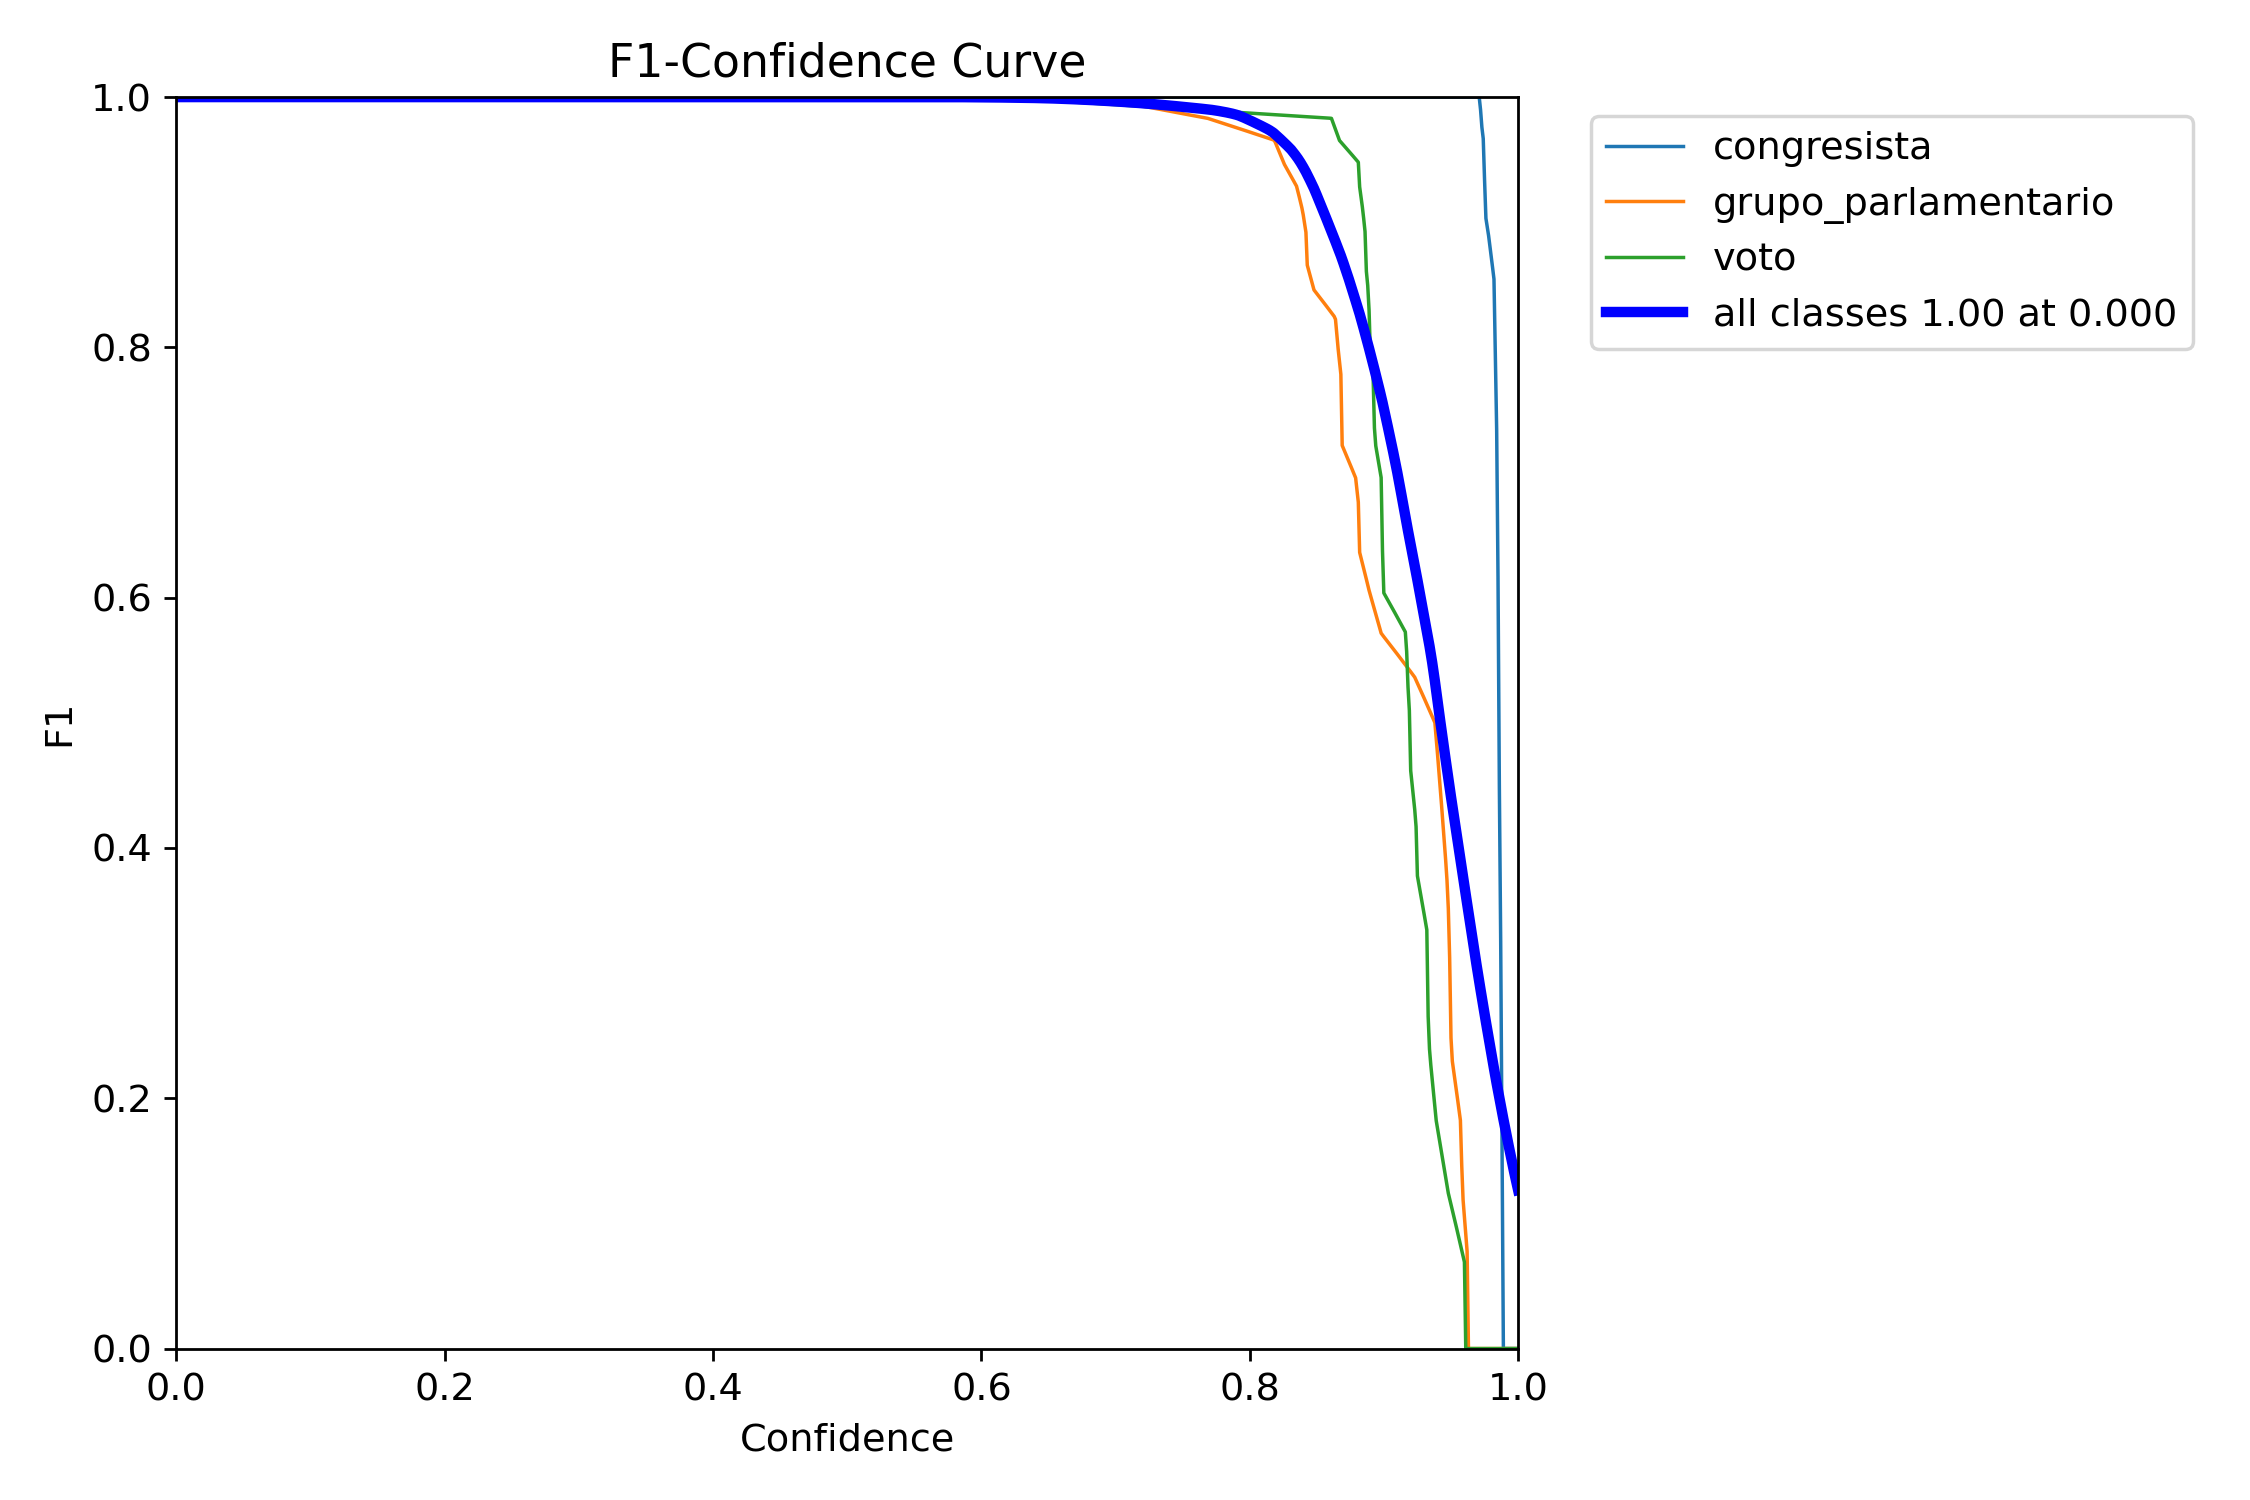 F1-Confidence Curve
1.0
0.8
0.6
0.4
0.2
0.0
F1
0.0 0.2 0.4 0.6 0.8 1.0
Confidence
congresista
grupo_parlamentario
voto
all classes 1.00 at 0.000